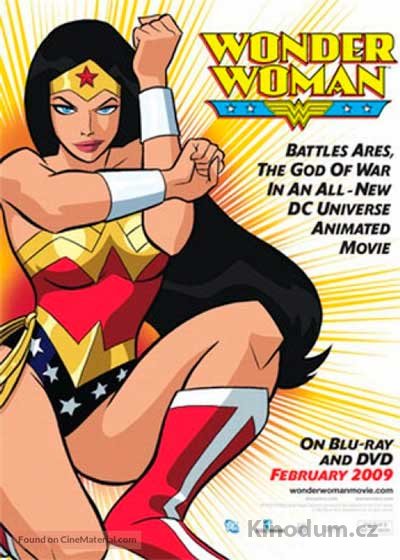 WONDER
WOMAN
BATTLES ARES,
THE GOD OF WAR
IN AN ALL-NEW
DC UNIVERSE
ANIMATED
MOVIE
ON BLU-RAY
AND DVD
FEBRUARY 2009
wonderwomanmovie.com
Kinodum.cz
Found on CineMaterial.com